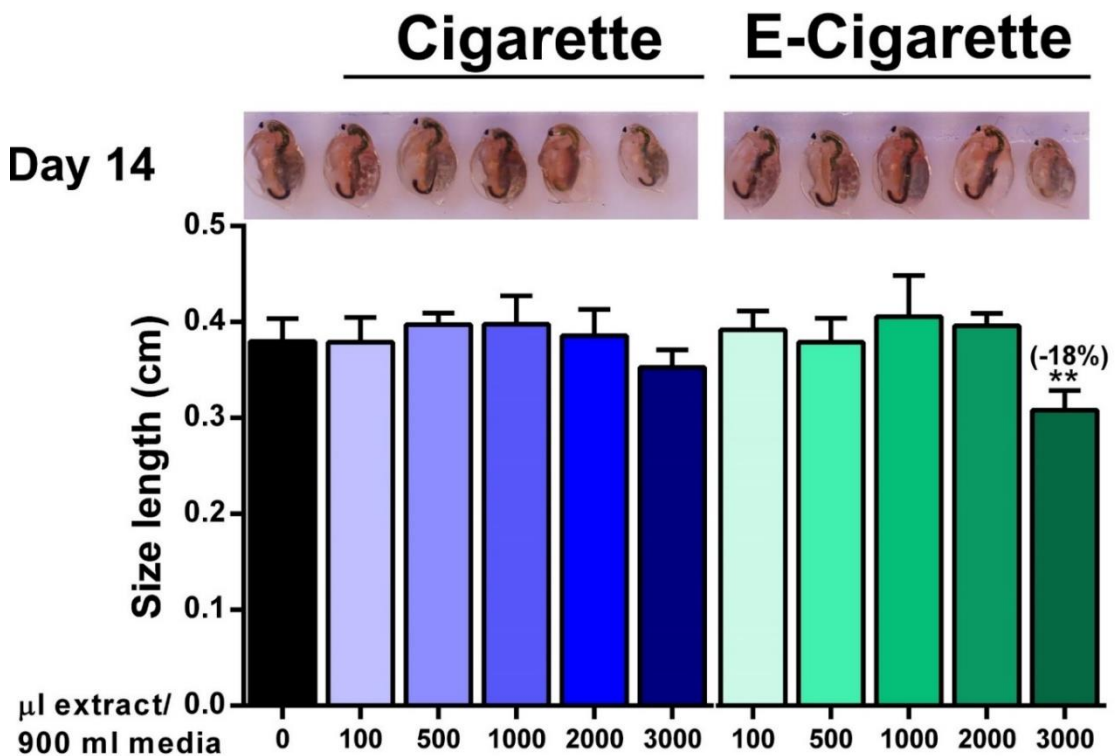 Cigarette E-Cigarette
Day 14
Size length (cm)
0.5
0.4
0.3
0.2
0.1
0.0
(-18%)
**
µl extract/
900 ml media
0 100 500 1000 2000 3000 100 500 1000 2000 3000